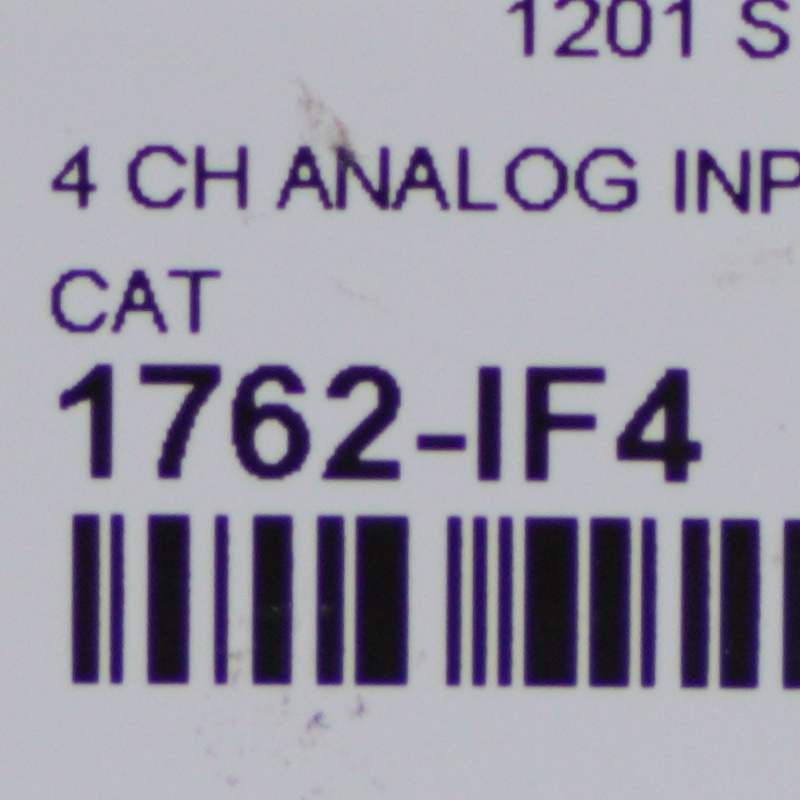 1201 S
4 CH ANALOG INP
CAT
1762-IF4